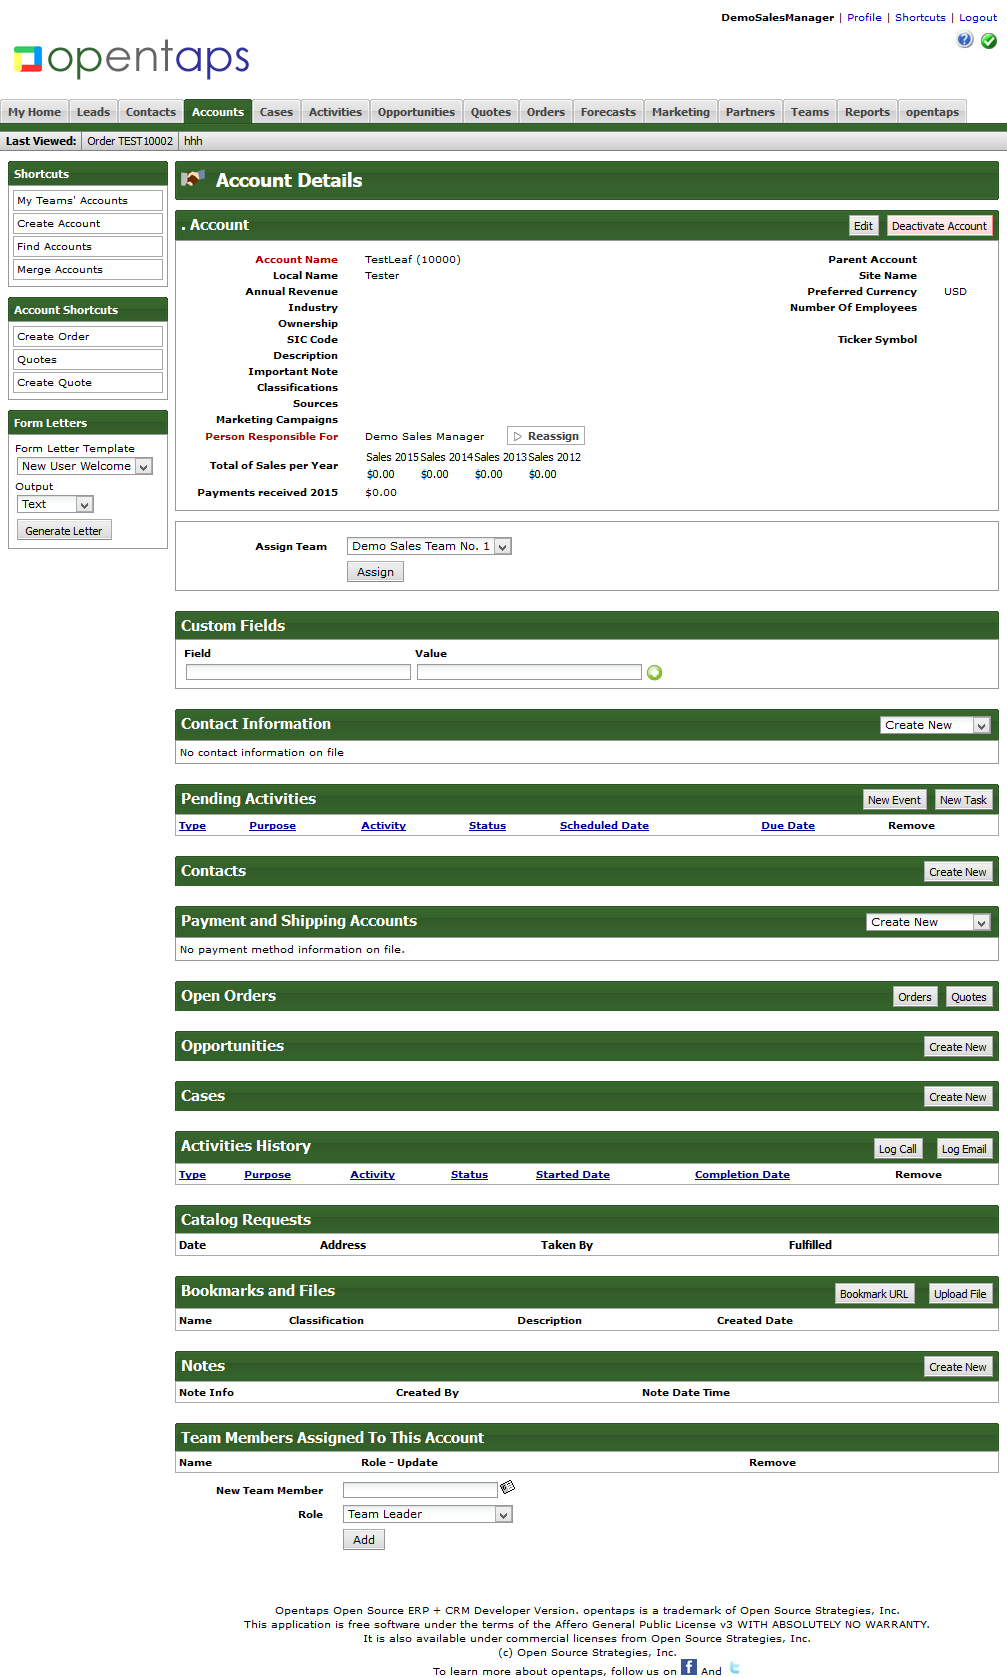 DemoSalesManager | Profile | Shortcuts | Logout
opentaps
My Home Leads Contacts Accounts Cases Activities Opportunities Quotes Orders Forecasts Marketing Partners Teams Reports opentaps
Last Viewed: Order TEST10002 hhh
Shortcuts
My Teams' Accounts
Create Account
Find Accounts
Merge Accounts
Account Shortcuts
Create Order
Quotes
Create Quote
Form Letters
Form Letter Template
New User Welcome
Output
Text
Generate Letter
Account Details
. Account Edit Deactivate Account
Account Name TestLeaf (10000) Parent Account
Local Name Tester Site Name
Annual Revenue Preferred Currency USD
Industry Number Of Employees
Ownership
SIC Code Ticker Symbol
Description
Important Note
Classifications
Sources
Marketing Campaigns
Person Responsible For Demo Sales Manager Reassign
Total of Sales per Year Sales 2015 Sales 2014 Sales 2013 Sales 2012
$0.00 $0.00 $0.00 $0.00
Payments received 2015 $0.00
Assign Team Demo Sales Team No. 1
Assign
Custom Fields
Field Value
Contact Information Create New
No contact information on file
Pending Activities New Event New Task
Type Purpose Activity Status Scheduled Date Due Date Remove
Contacts Create New
Payment and Shipping Accounts Create New
No payment method information on file.
Open Orders Orders Quotes
Opportunities Create New
Cases Create New
Activities History Log Call Log Email
Type Purpose Activity Status Started Date Completion Date Remove
Catalog Requests
Date Address Taken By Fulfilled
Bookmarks and Files Bookmark URL Upload File
Name Classification Description Created Date
Notes Create New
Note Info Created By Note Date Time
Team Members Assigned To This Account
Name Role - Update Remove
New Team Member
Role Team Leader
Add
Opentaps Open Source ERP + CRM Developer Version. opentaps is a trademark of Open Source Strategies, Inc.
This application is free software under the terms of the Affero General Public License v3 WITH ABSOLUTELY NO WARRANTY.
It is also available under commercial licenses from Open Source Strategies, Inc.
(c) Open Source Strategies, Inc.
To learn more about opentaps, follow us on f And t